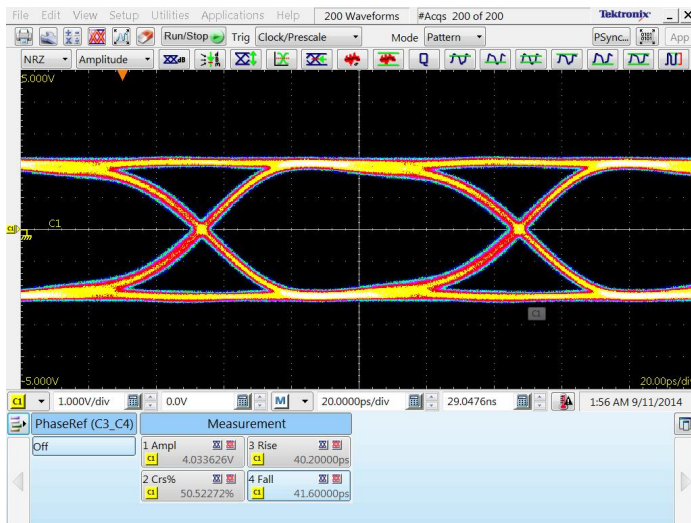 File Edit View Setup Utilities Applications Help 200 Waveforms #Acqs 200 of 200 Tektronix
Run/Stop Trig Clock/Prescale Mode Pattern PSync... App
NRZ Amplitude dB Q
5.000V
C1 C1
C1
-5.000V 20.00ps/di
C1 1.000V/div 0.0V M 20.0000ps/div 29.0476ns 1:56 AM 9/11/2014
PhaseRef (C3_C4) Measurement
Off 1 Ampl 3 Rise
C1 4.033626V C1 40.20000ps
2 Crs% 4 Fall
C1 50.52272% C1 41.60000ps